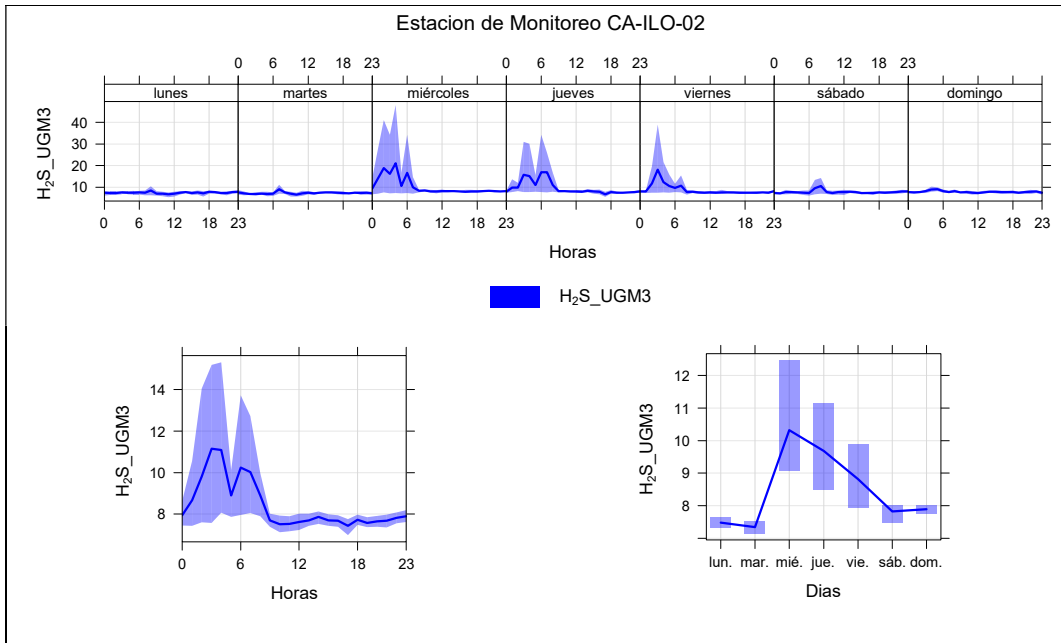 Estacion de Monitoreo CA-ILO-02
0 6 12 18 23 0 6 12 18 23 0 6 12 18 23
lunes martes miércoles jueves viernes sábado domingo
H₂S_UGM3
40
30
20
10
0 6 12 18 23 0 6 12 18 23 0 6 12 18 23 0 6 12 18 23
Horas
H₂S_UGM3
H₂S_UGM3
14
12
10
8
0 6 12 18 23
Horas
H₂S_UGM3
12
11
10
9
8
lun. mar. mié. jue. vie. sáb. dom.
Dias